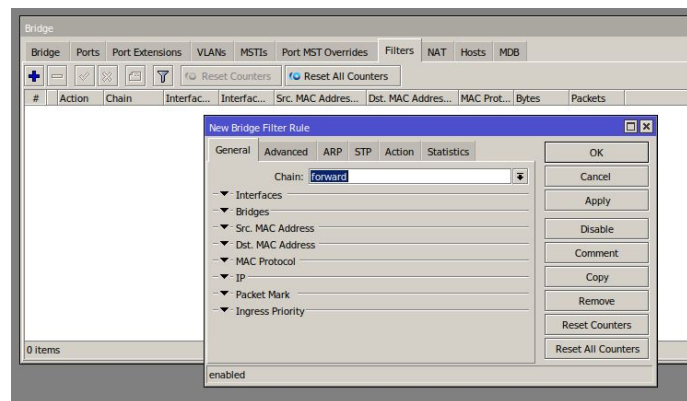 Bridge
Bridge Ports Port Extensions VLANs MSTIs Port MST Overrides Filters NAT Hosts MDB
Reset Counters Reset All Counters
# Action Chain Interfac... Interfac... Src. MAC Addres... Dst. MAC Addres... MAC Prot... Bytes Packets
New Bridge Filter Rule
General Advanced ARP STP Action Statistics
Chain: forward
Interfaces
Bridges
Src. MAC Address
Dst. MAC Address
MAC Protocol
IP
Packet Mark
Ingress Priority
OK
Cancel
Apply
Disable
Comment
Copy
Remove
Reset Counters
Reset All Counters
0 items
enabled